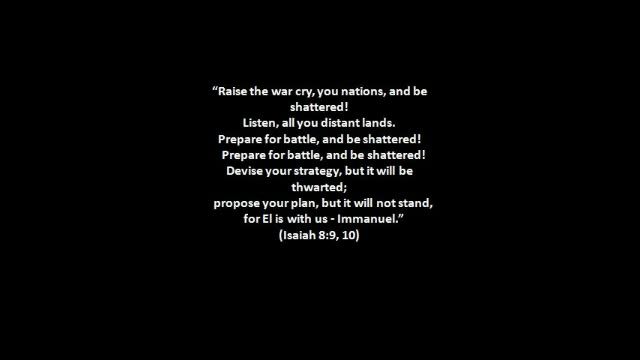 “Raise the war cry, you nations, and be
shattered!
Listen, all you distant lands.
Prepare for battle, and be shattered!
Prepare for battle, and be shattered!
Devise your strategy, but it will be
thwarted;
propose your plan, but it will not stand,
for El is with us - Immanuel.”
(Isaiah 8:9, 10)